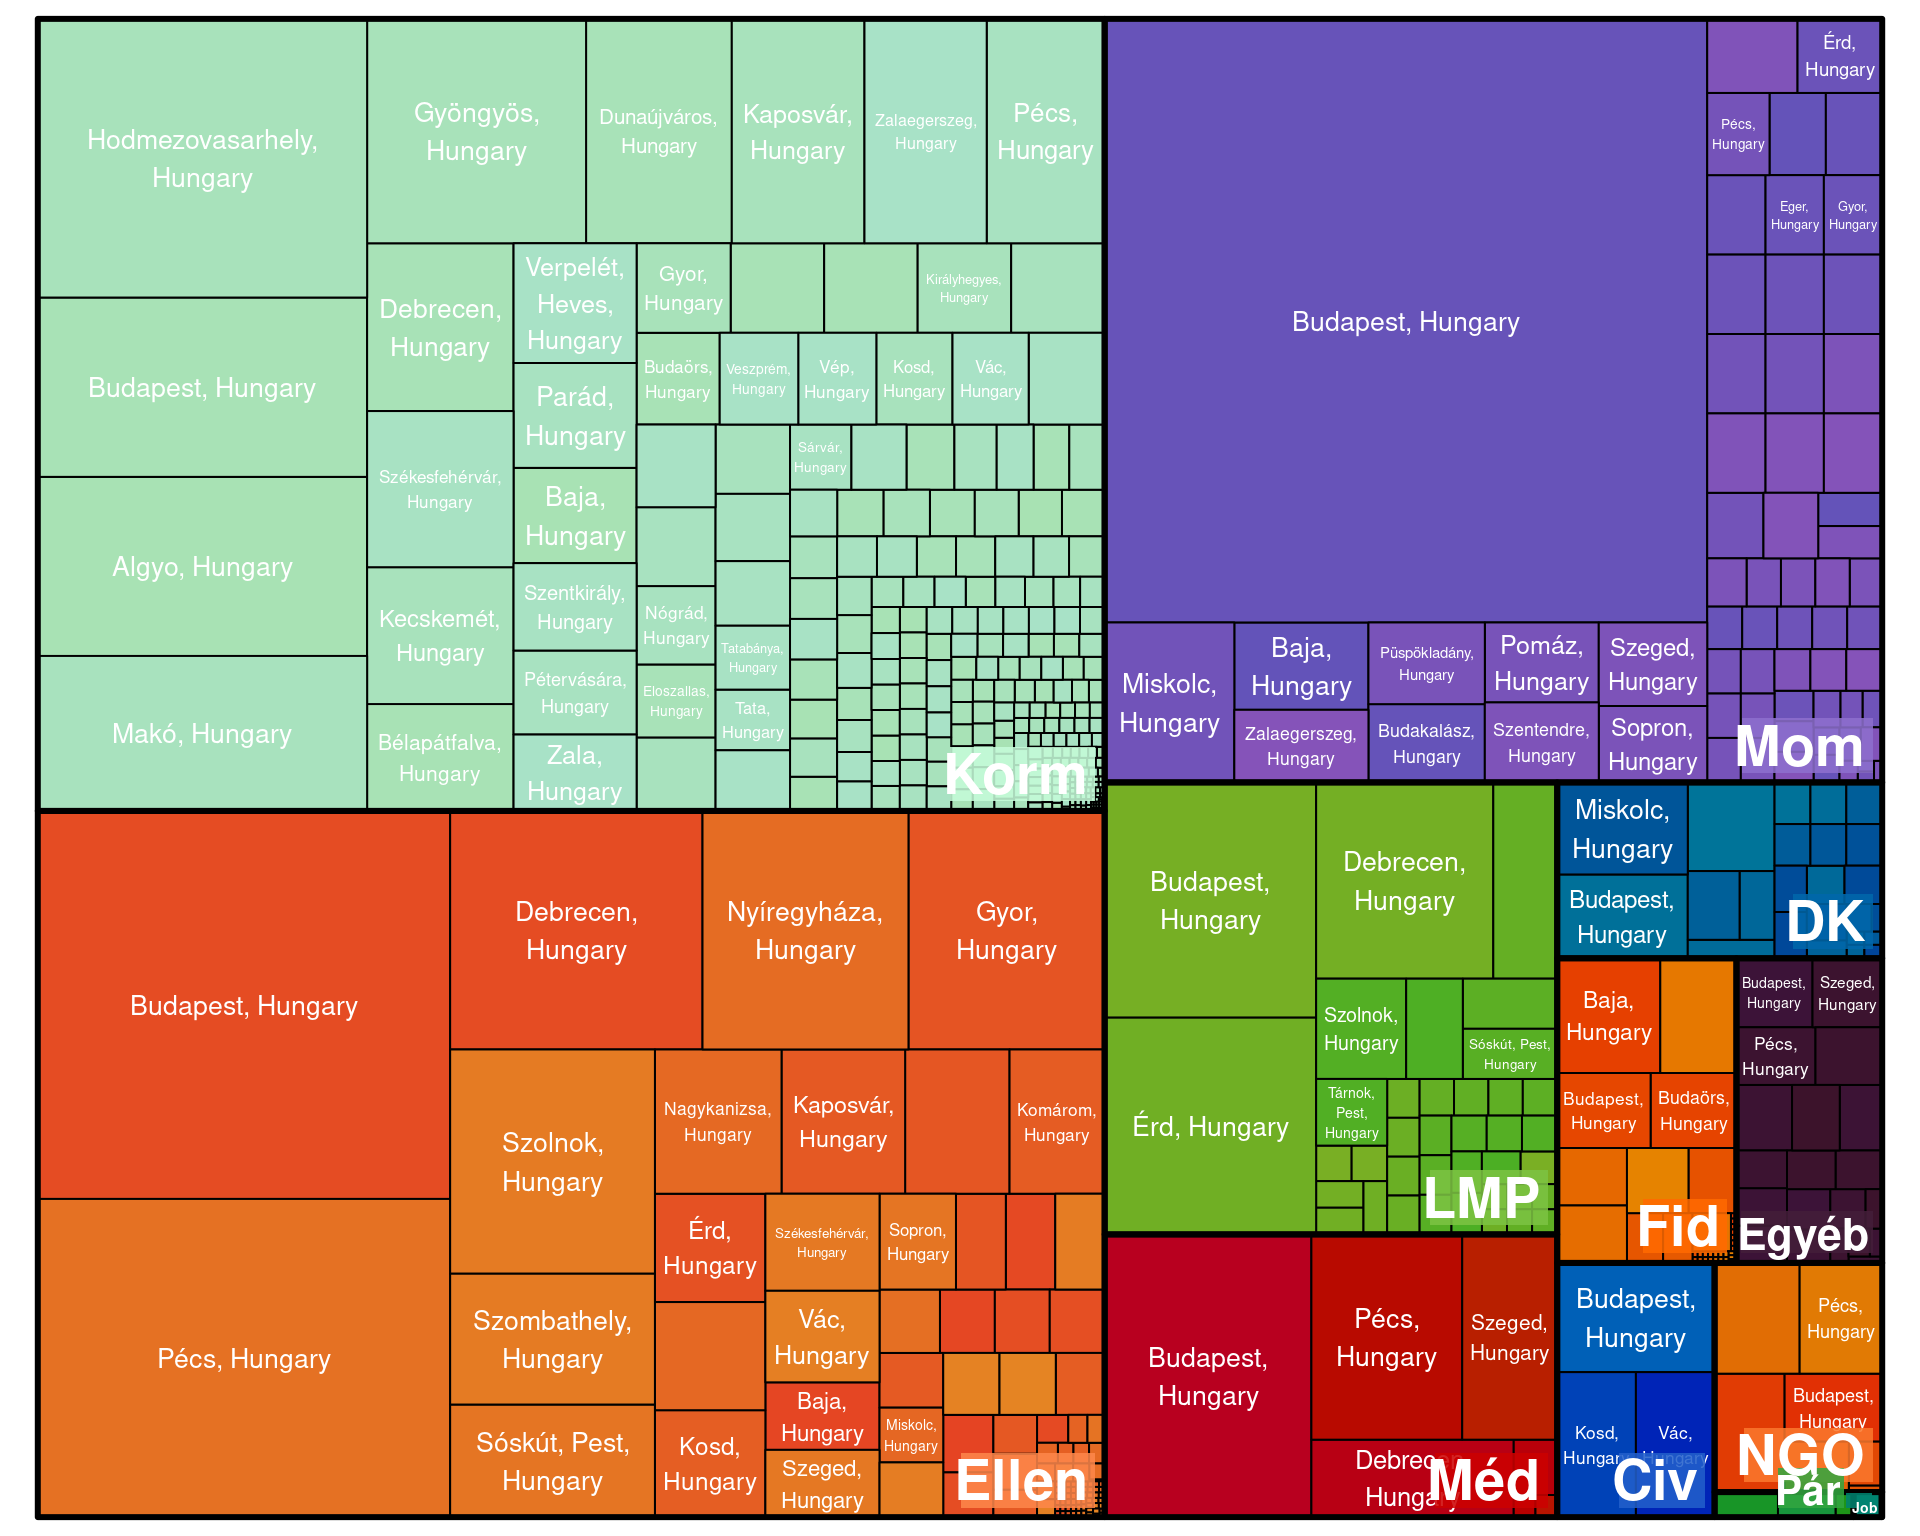 Hodmezovasarhely,
Hungary
Budapest, Hungary
Algyo, Hungary
Makó, Hungary
Gyöngyös,
Hungary
Dunaújváros,
Hungary
Kaposvár,
Hungary
Zalaegerszeg,
Hungary
Pécs,
Hungary
Debrecen,
Hungary
Székesfehérvár,
Hungary
Kecskemét,
Hungary
Bélapátfalva,
Hungary
Verpelét,
Heves,
Hungary
Parád,
Hungary
Baja,
Hungary
Szentkirály,
Hungary
Pétervására,
Hungary
Zala,
Hungary
Gyor,
Hungary
Királyhegyes,
Hungary
Budaörs,
Hungary
Veszprém,
Hungary
Vép,
Hungary
Kosd,
Hungary
Vác,
Hungary
Sárvár,
Hungary
Nógrád,
Hungary
Eloszallas,
Hungary
Tatabánya,
Hungary
Tata,
Hungary
Korm
Budapest, Hungary
Érd,
Hungary
Pécs,
Hungary
Eger,
Hungary
Gyor,
Hungary
Miskolc,
Hungary
Baja,
Hungary
Zalaegerszeg,
Hungary
Püspökladány,
Hungary
Budakalász,
Hungary
Pomáz,
Hungary
Szentendre,
Hungary
Szeged,
Hungary
Sopron,
Hungary
Mom
Budapest, Hungary
Pécs, Hungary
Debrecen,
Hungary
Nyíregyháza,
Hungary
Gyor,
Hungary
Szolnok,
Hungary
Szombathely,
Hungary
Sóskút, Pest,
Hungary
Nagykanizsa,
Hungary
Kaposvár,
Hungary
Komárom,
Hungary
Érd,
Hungary
Kosd,
Hungary
Székesfehérvár,
Hungary
Vác,
Hungary
Baja,
Hungary
Szeged,
Hungary
Sopron,
Hungary
Miskolc,
Hungary
Ellen
Budapest,
Hungary
Érd, Hungary
Debrecen,
Hungary
Szolnok,
Hungary
Sóskút, Pest,
Hungary
Tárnok,
Pest,
Hungary
LMP
Miskolc,
Hungary
Budapest,
Hungary
DK
Baja,
Hungary
Budapest,
Hungary
Budaörs,
Hungary
Fid
Budapest,
Hungary
Szeged,
Hungary
Pécs,
Hungary
Egyéb
Budapest,
Hungary
Pécs,
Hungary
Szeged,
Hungary
Debrecen,
Hungary
Méd
Budapest,
Hungary
Kosd,
Hungary
Vác,
Hungary
Civ
Pécs,
Hungary
Budapest,
Hungary
NGO
Pár
Job